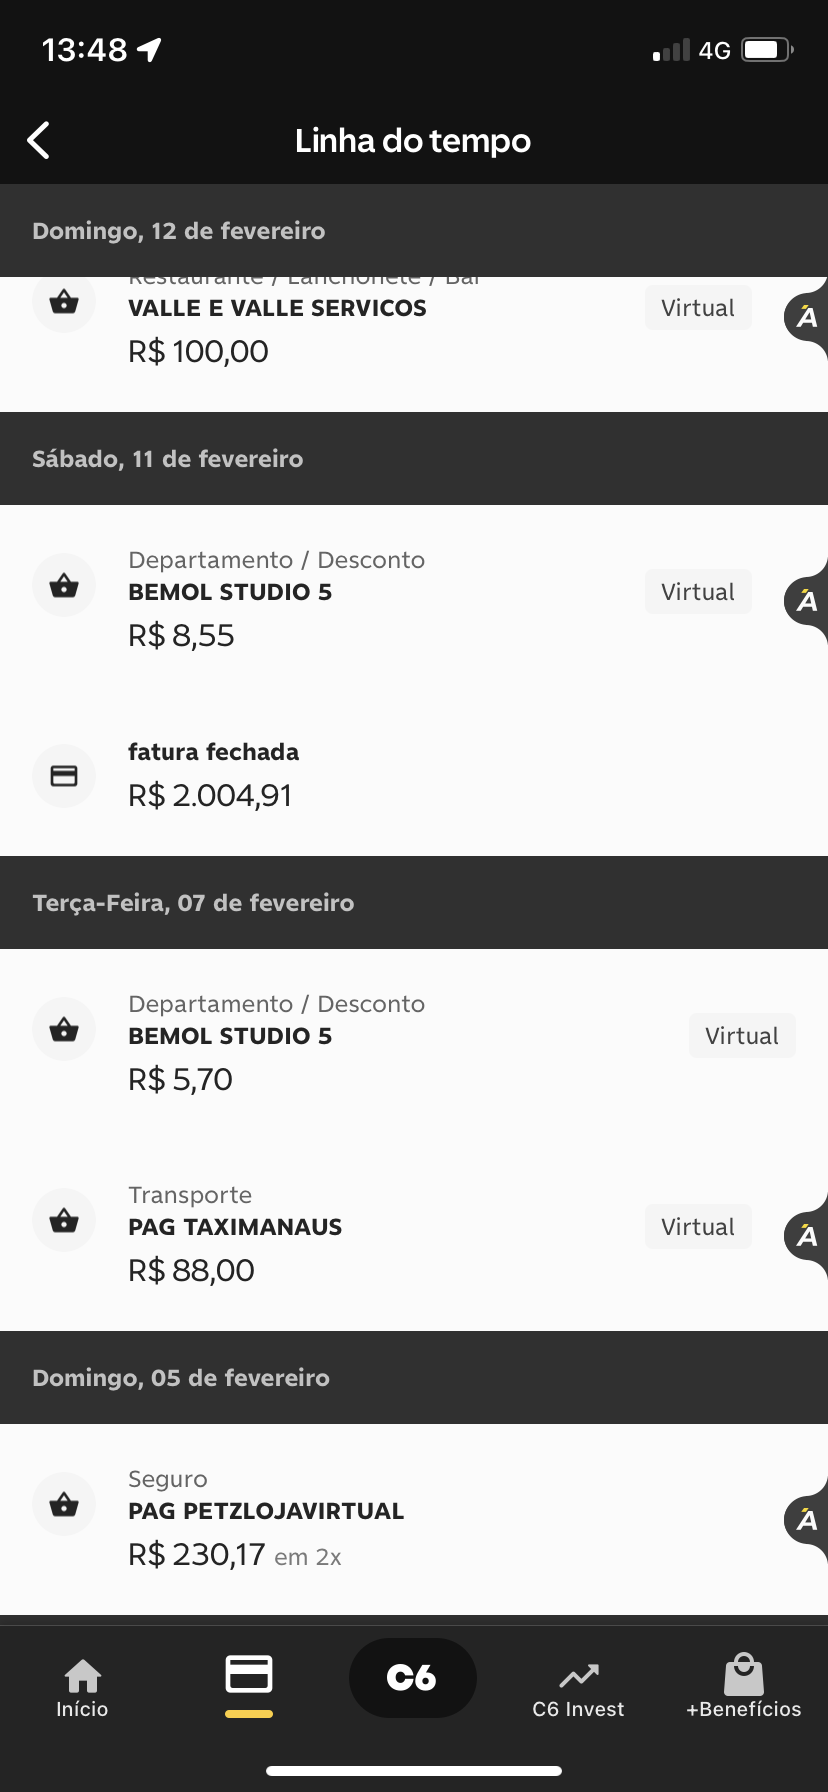 13:48
4G
Linha do tempo
Domingo, 12 de fevereiro
Restaurante / Lanchonete / Bar
VALLE E VALLE SERVICOS
Virtual
R$ 100,00
Sábado, 11 de fevereiro
Departamento / Desconto
BEMOL STUDIO 5
Virtual
R$ 8,55
fatura fechada
R$ 2.004,91
Terça-Feira, 07 de fevereiro
Departamento / Desconto
BEMOL STUDIO 5
Virtual
R$ 5,70
Transporte
PAG TAXIMANAUS
Virtual
R$ 88,00
Domingo, 05 de fevereiro
Seguro
PAG PETZLOJAVIRTUAL
R$ 230,17 em 2x
C6
Início
C6 Invest
+Benefícios